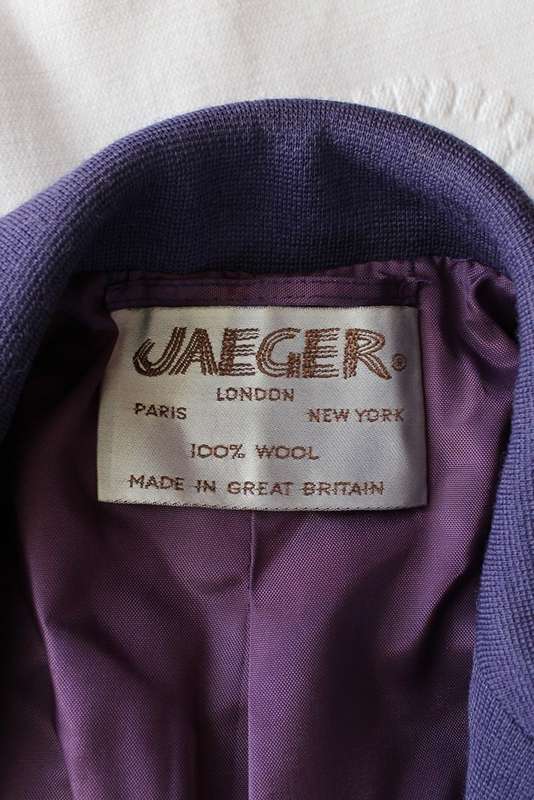 JAEGER®
LONDON
PARIS NEW YORK
100% WOOL
MADE IN GREAT BRITAIN